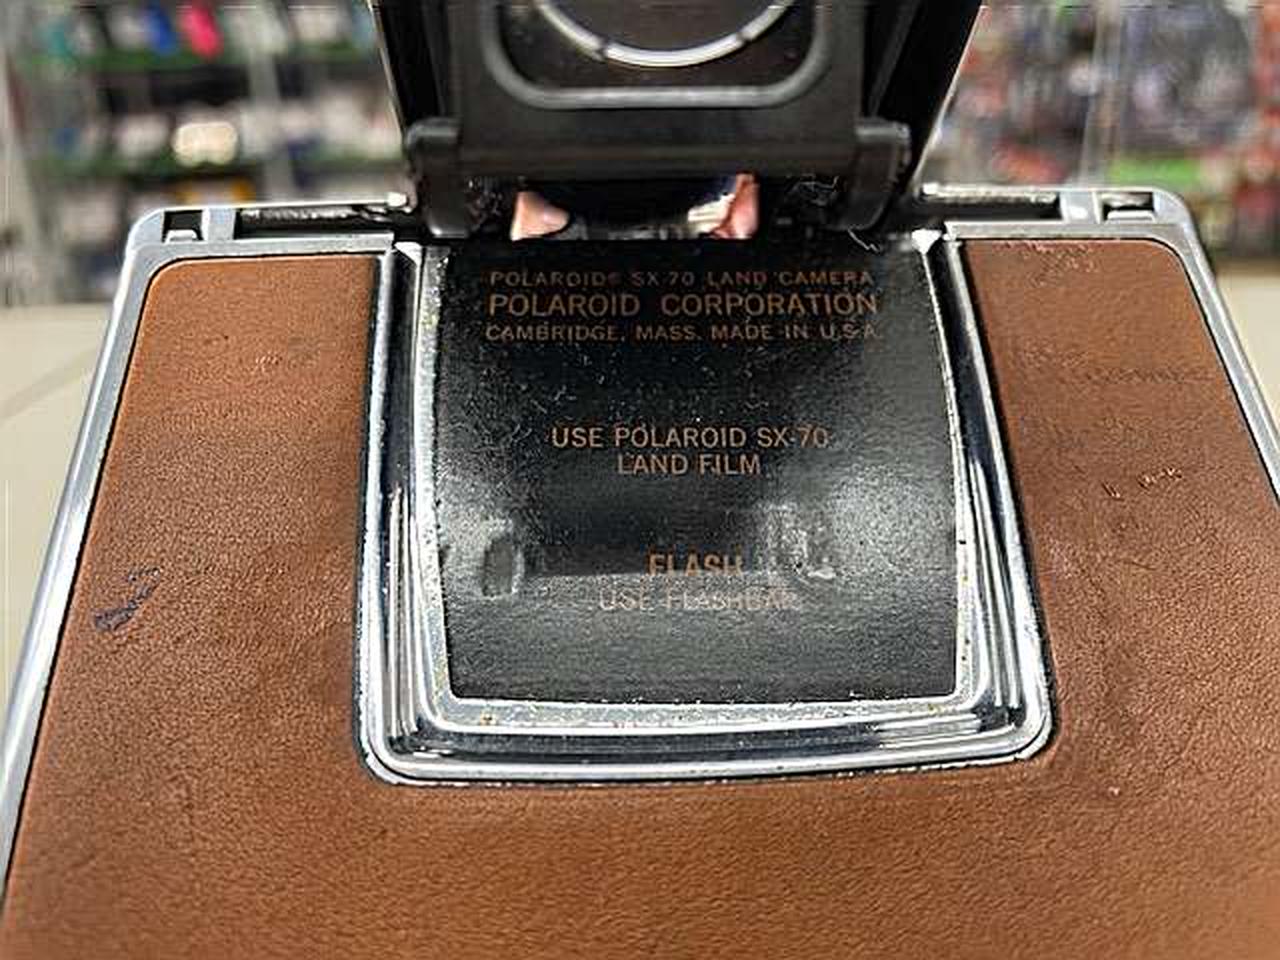 POLAROID® SX-70 LAND CAMERA
POLAROID CORPORATION
CAMBRIDGE, MASS. MADE IN U.S.A.
USE POLAROID SX-70
LAND FILM
FLASH
USE FLASHBAR